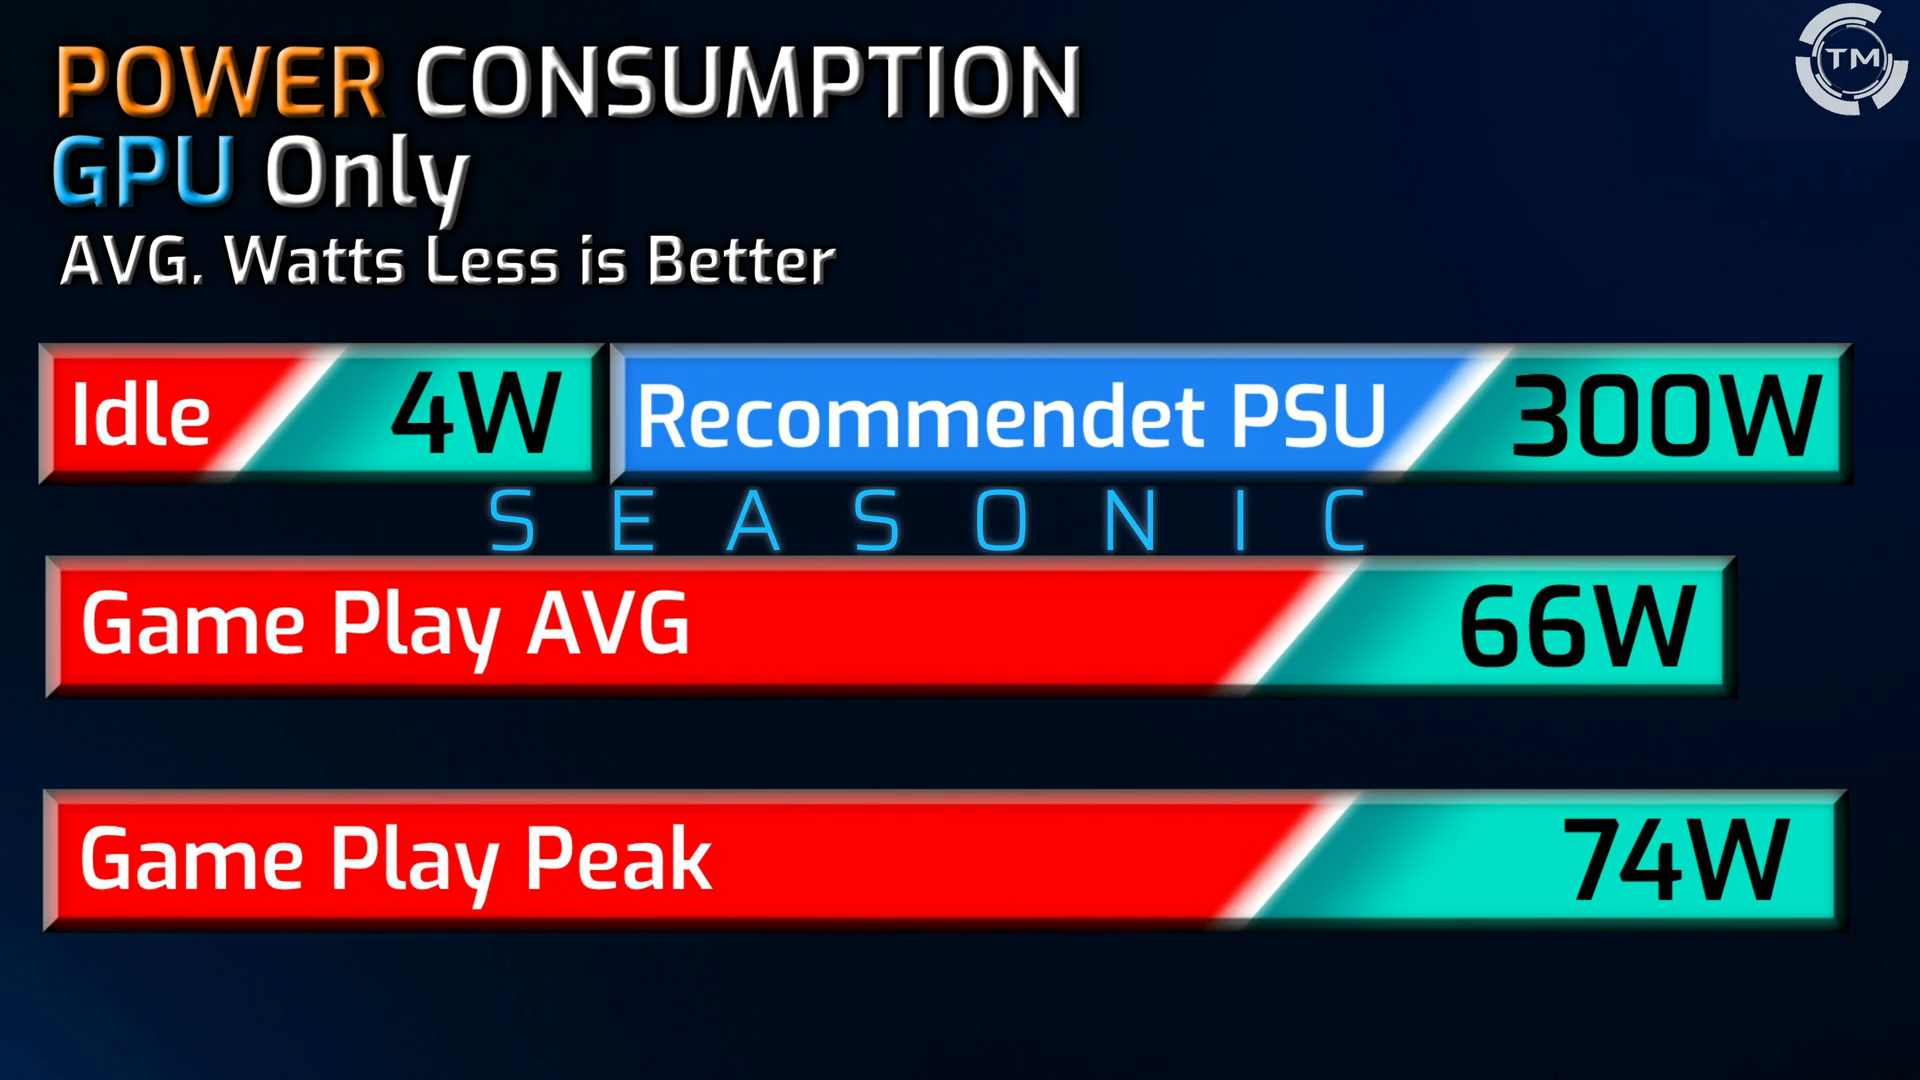 POWER CONSUMPTION
TM
GPU Only
AVG. Watts Less is Better
Idle 4W Recommendet PSU 300W
SEASONIC
Game Play AVG 66W
Game Play Peak 74W